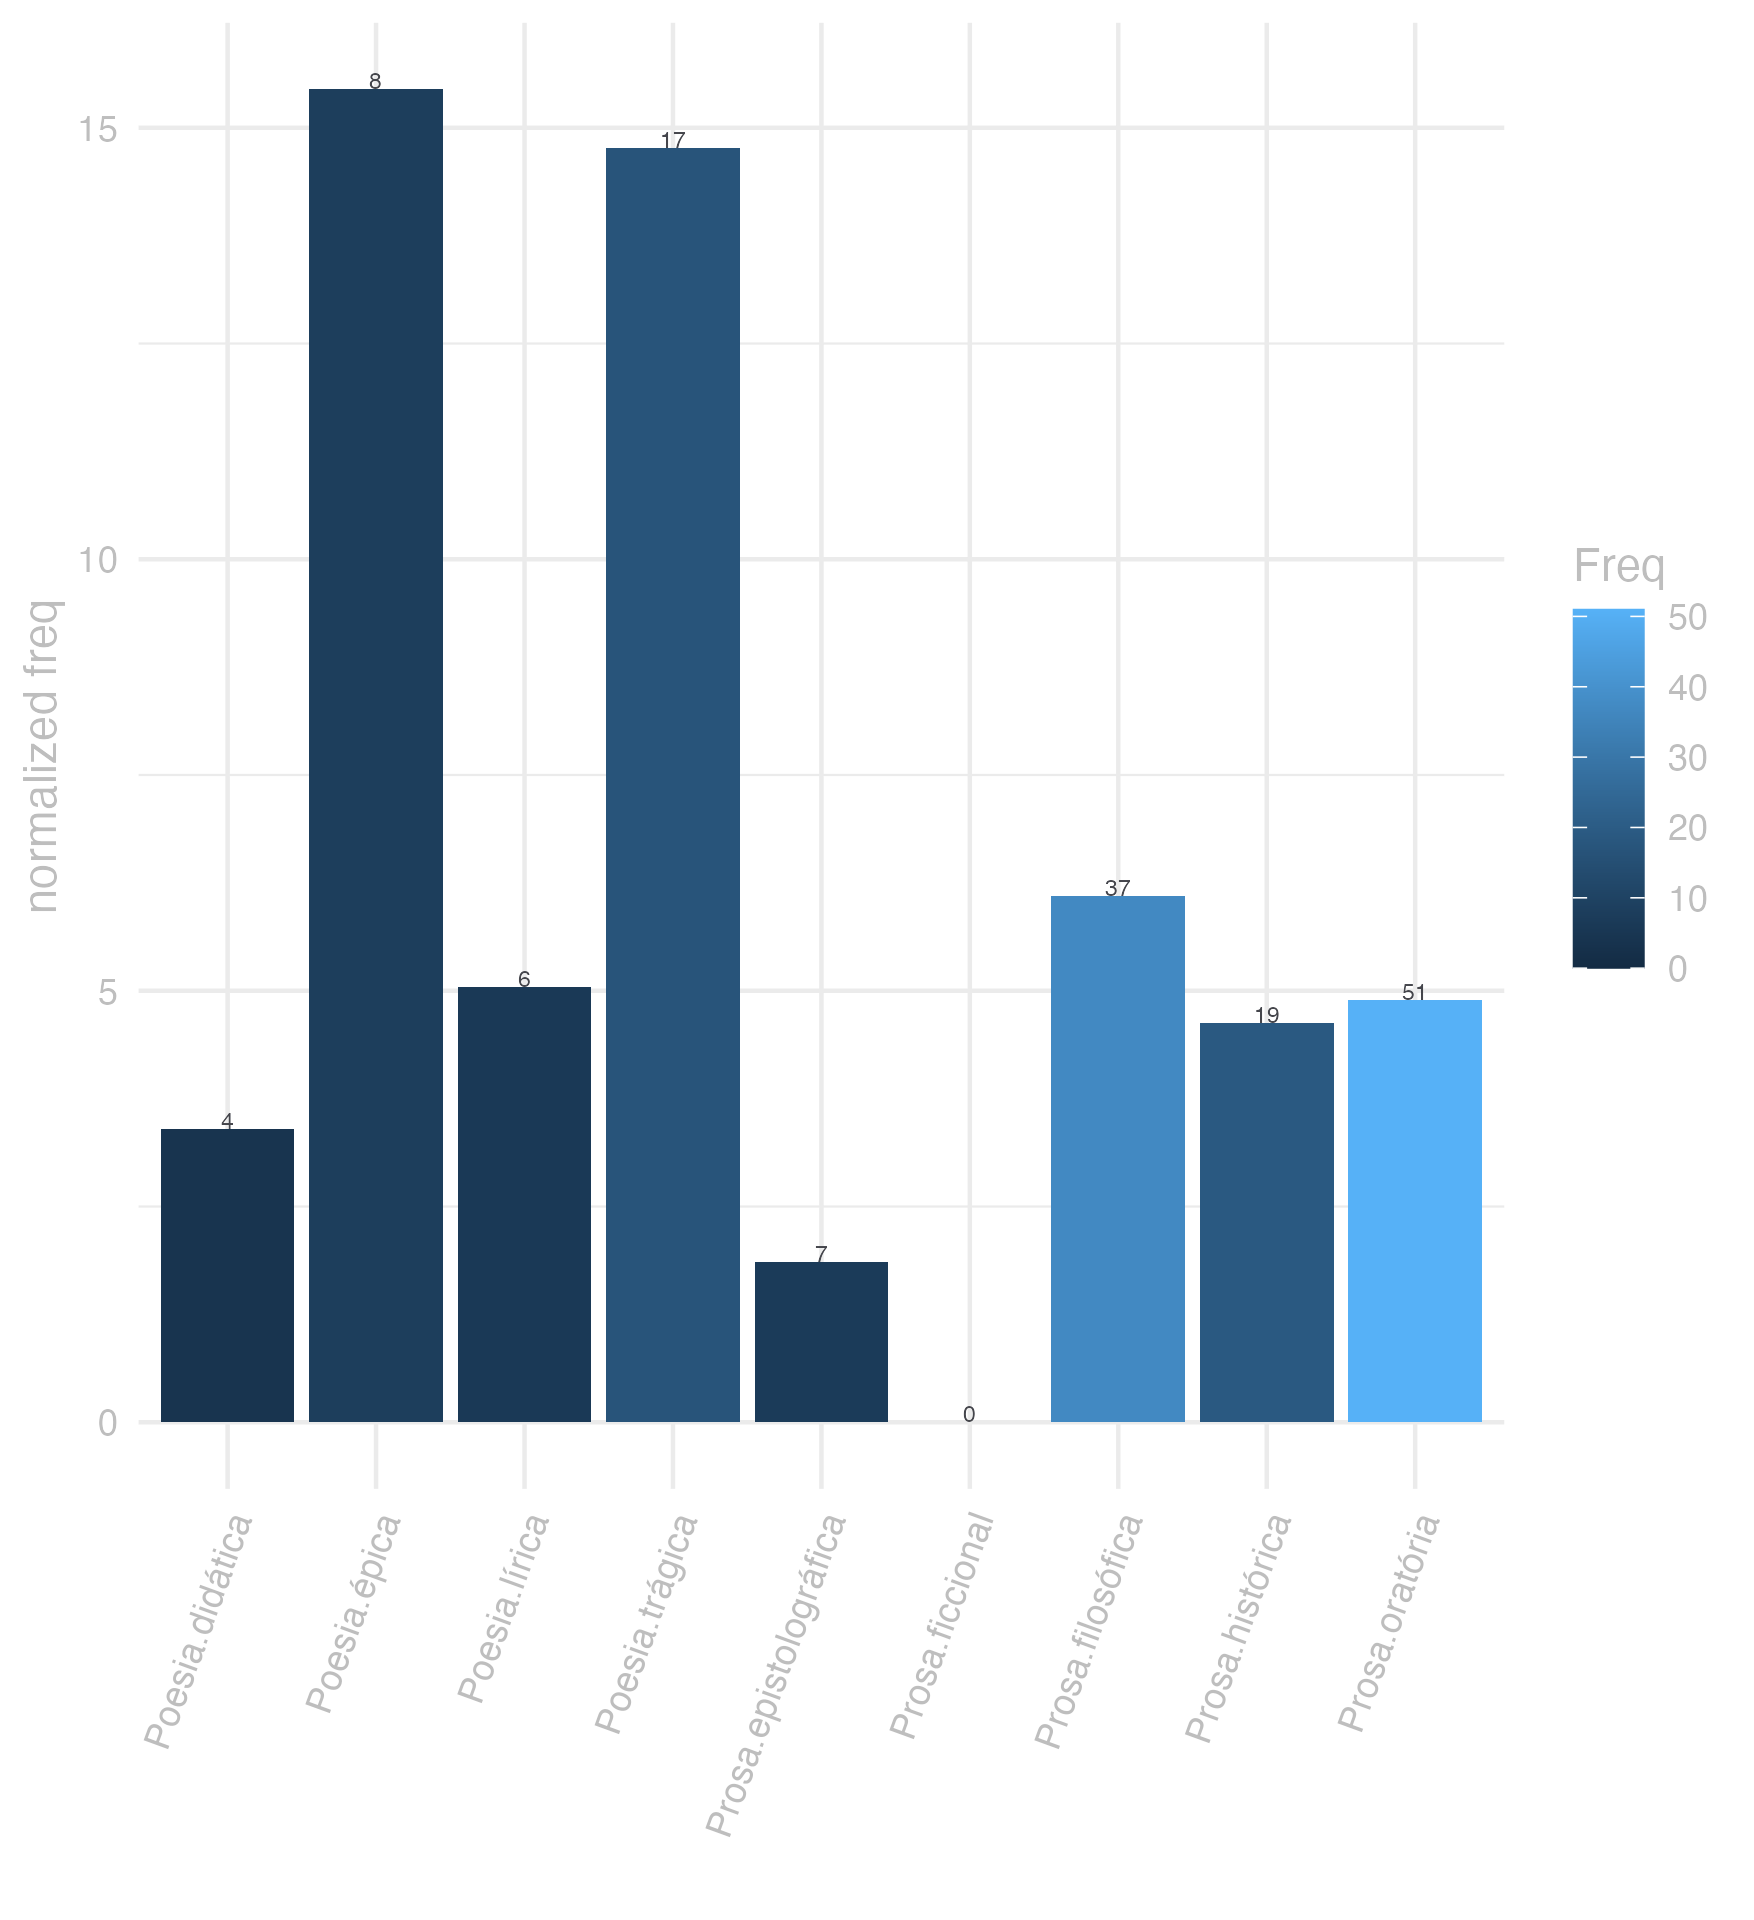 normalized freq
15
10
5
0
8
17
37
6
51
19
4
7
0
Poesia.didática
Poesia.épica
Poesia.lírica
Poesia.trágica
Prosa.epistolográfica
Prosa.ficcional
Prosa.filosófica
Prosa.histórica
Prosa.oratória
Freq
50
40
30
20
10
0